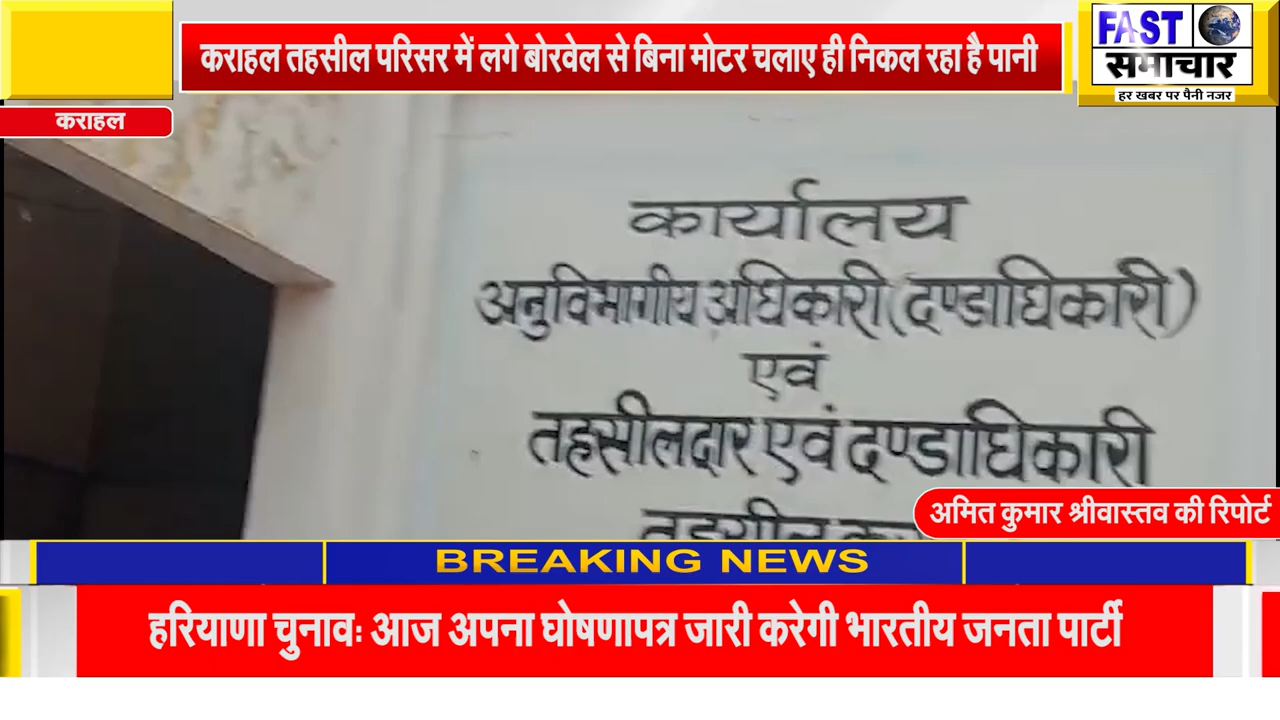 कराहल तहसील परिसर में लगे बोरवेल से बिना मोटर चलाए ही निकल रहा है पानी
FAST
समाचार
हर खबर पर पैनी नजर
कराहल
कार्यालय
अनुविभागीय अधिकारी (दण्डाधिकारी)
एवं
तहसीलदार एवं दण्डाधिकारी
अमित कुमार श्रीवास्तव की रिपोर्ट
BREAKING NEWS
हरियाणा चुनाव: आज अपना घोषणापत्र जारी करेगी भारतीय जनता पार्टी